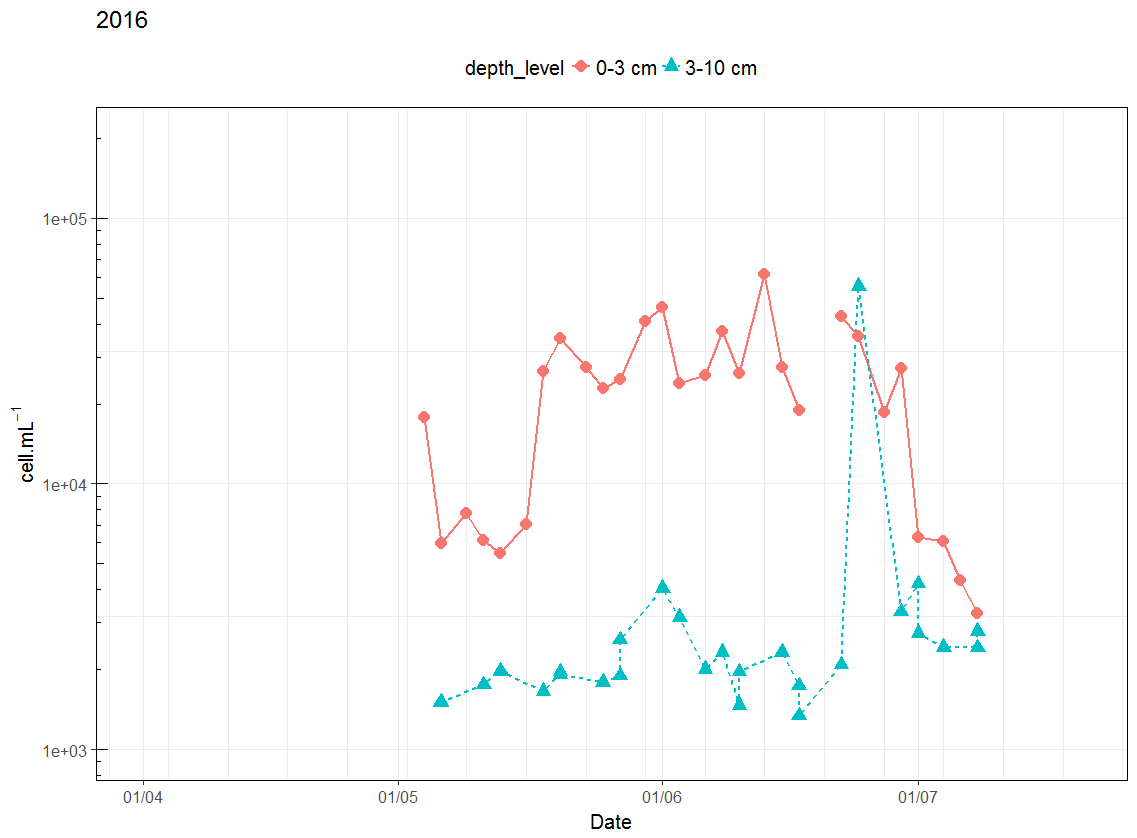 2016
depth_level 0-3 cm 3-10 cm
1e+05
1e+04
1e+03
cell.mL⁻¹
01/04 01/05 01/06 01/07
Date